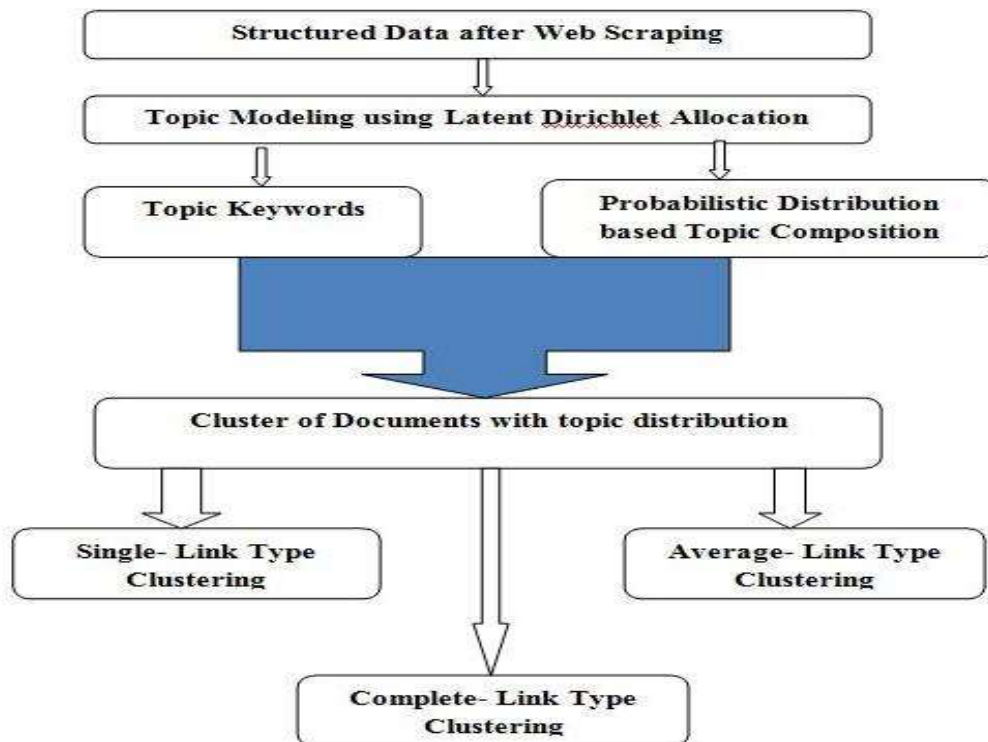 Structured Data after Web Scraping
Topic Modeling using Latent Dirichlet Allocation
Topic Keywords
Probabilistic Distribution
based Topic Composition
Cluster of Documents with topic distribution
Single- Link Type
Clustering
Average- Link Type
Clustering
Complete- Link Type
Clustering